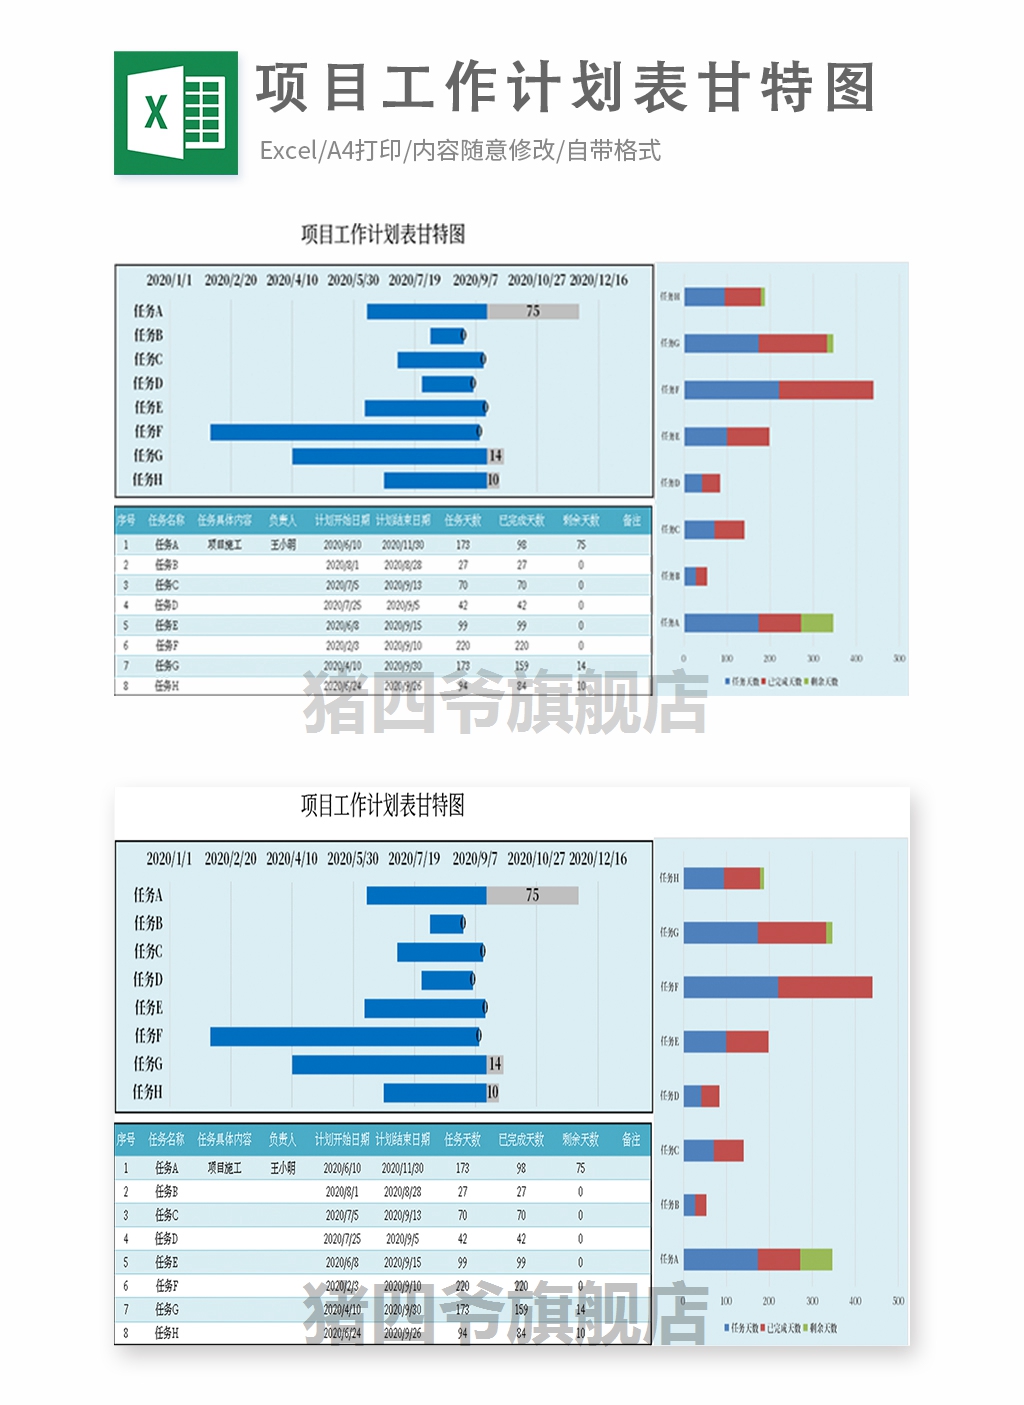 X
项目工作计划表甘特图
Excel/A4打印/内容随意修改/自带格式
项目工作计划表甘特图
2020/1/1 2020/2/20 2020/4/10 2020/5/30 2020/7/19 2020/9/7 2020/10/27 2020/12/16
任务A 75
任务B 0
任务C 0
任务D 0
任务E 0
任务F 0
任务G 14
任务H 10
任务H
任务G
任务F
任务E
任务D
任务C
任务B
任务A
0 100 200 300 400 500
任务天数 已完成天数 剩余天数
序号 任务名称 任务具体内容 负责人 计划开始日期 计划结束日期 任务天数 已完成天数 剩余天数 备注
1 任务A 项目施工 王小明 2020/6/10 2020/11/30 173 98 75
2 任务B 2020/8/1 2020/8/28 27 27 0
3 任务C 2020/7/5 2020/9/13 70 70 0
4 任务D 2020/7/25 2020/9/5 42 42 0
5 任务E 2020/6/8 2020/9/15 99 99 0
6 任务F 2020/2/3 2020/9/10 220 220 0
7 任务G 2020/4/10 2020/9/30 173 159 14
8 任务H 2020/6/24 2020/9/26 94 84 10
猪四爷旗舰店
项目工作计划表甘特图
2020/1/1 2020/2/20 2020/4/10 2020/5/30 2020/7/19 2020/9/7 2020/10/27 2020/12/16
任务A 75
任务B 0
任务C 0
任务D 0
任务E 0
任务F 0
任务G 14
任务H 10
任务H
任务G
任务F
任务E
任务D
任务C
任务B
任务A
0 100 200 300 400 500
任务天数 已完成天数 剩余天数
序号 任务名称 任务具体内容 负责人 计划开始日期 计划结束日期 任务天数 已完成天数 剩余天数 备注
1 任务A 项目施工 王小明 2020/6/10 2020/11/30 173 98 75
2 任务B 2020/8/1 2020/8/28 27 27 0
3 任务C 2020/7/5 2020/9/13 70 70 0
4 任务D 2020/7/25 2020/9/5 42 42 0
5 任务E 2020/6/8 2020/9/15 99 99 0
6 任务F 2020/2/3 2020/9/10 220 220 0
7 任务G 2020/4/10 2020/9/30 173 159 14
8 任务H 2020/6/24 2020/9/26 94 84 10
猪四爷旗舰店